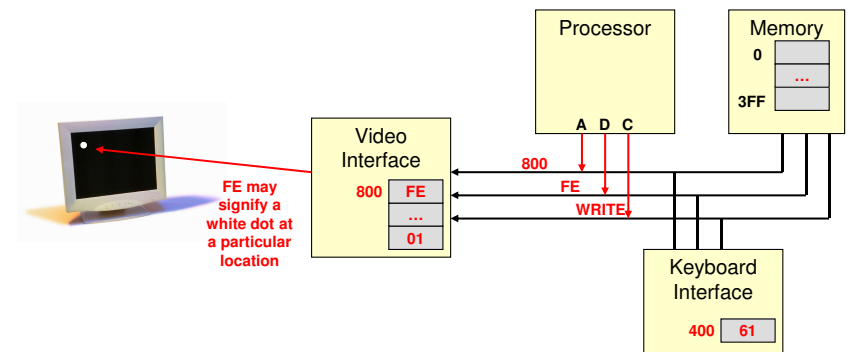 Processor
A D C
Memory
0
...
3FF
Video
Interface
800 FE
...
01
800
FE
WRITE
FE may
signify a
white dot at
a particular
location
Keyboard
Interface
400 61